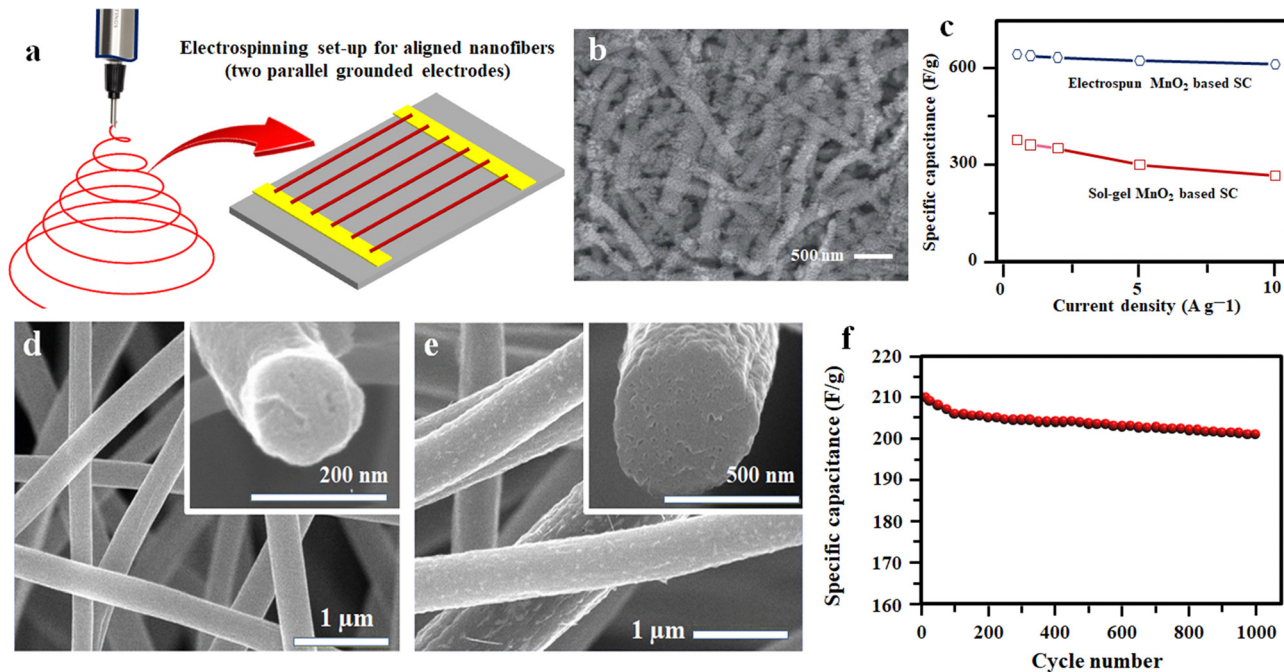 a
Electrospinning set-up for aligned nanofibers
(two parallel grounded electrodes)
b
500 nm
c
Specific capacitance (F/g)
600
300
0
Electrospun MnO₂ based SC
Sol-gel MnO₂ based SC
0
5
10
Current density (A g−1)
d
200 nm
1 µm
e
500 nm
1 µm
f
Specific capacitance (F/g)
220
210
200
190
180
170
160
0
200
400
600
800
1000
Cycle number